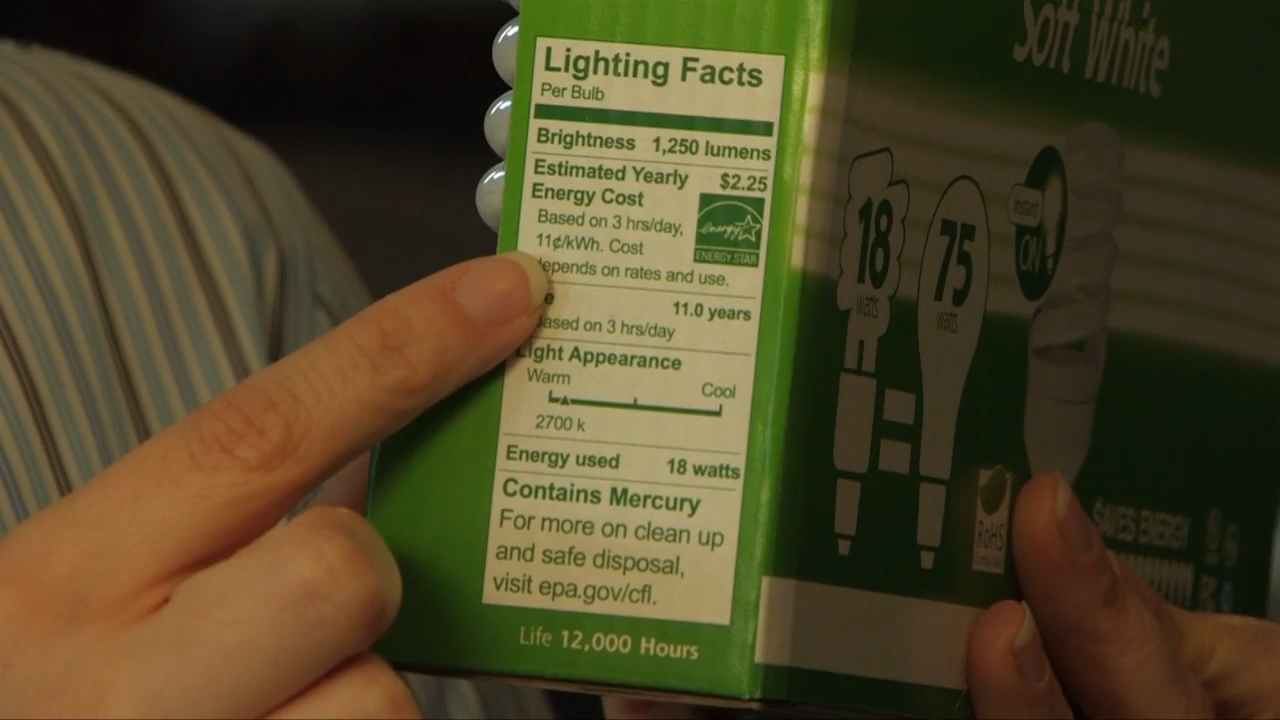 Lighting Facts
Per Bulb
Brightness 1,250 lumens
Estimated Yearly $2.25
Energy Cost
Based on 3 hrs/day,
11¢/kWh. Cost
depends on rates and use.
energy
ENERGY STAR
e 11.0 years
Based on 3 hrs/day
Light Appearance
Warm Cool
2700 k
Energy used 18 watts
Contains Mercury
For more on clean up
and safe disposal,
visit epa.gov/cfl.
Life 12,000 Hours
Soft White
18
watts
75
watts
instant
ON
RoHS
SAVES ENERGY